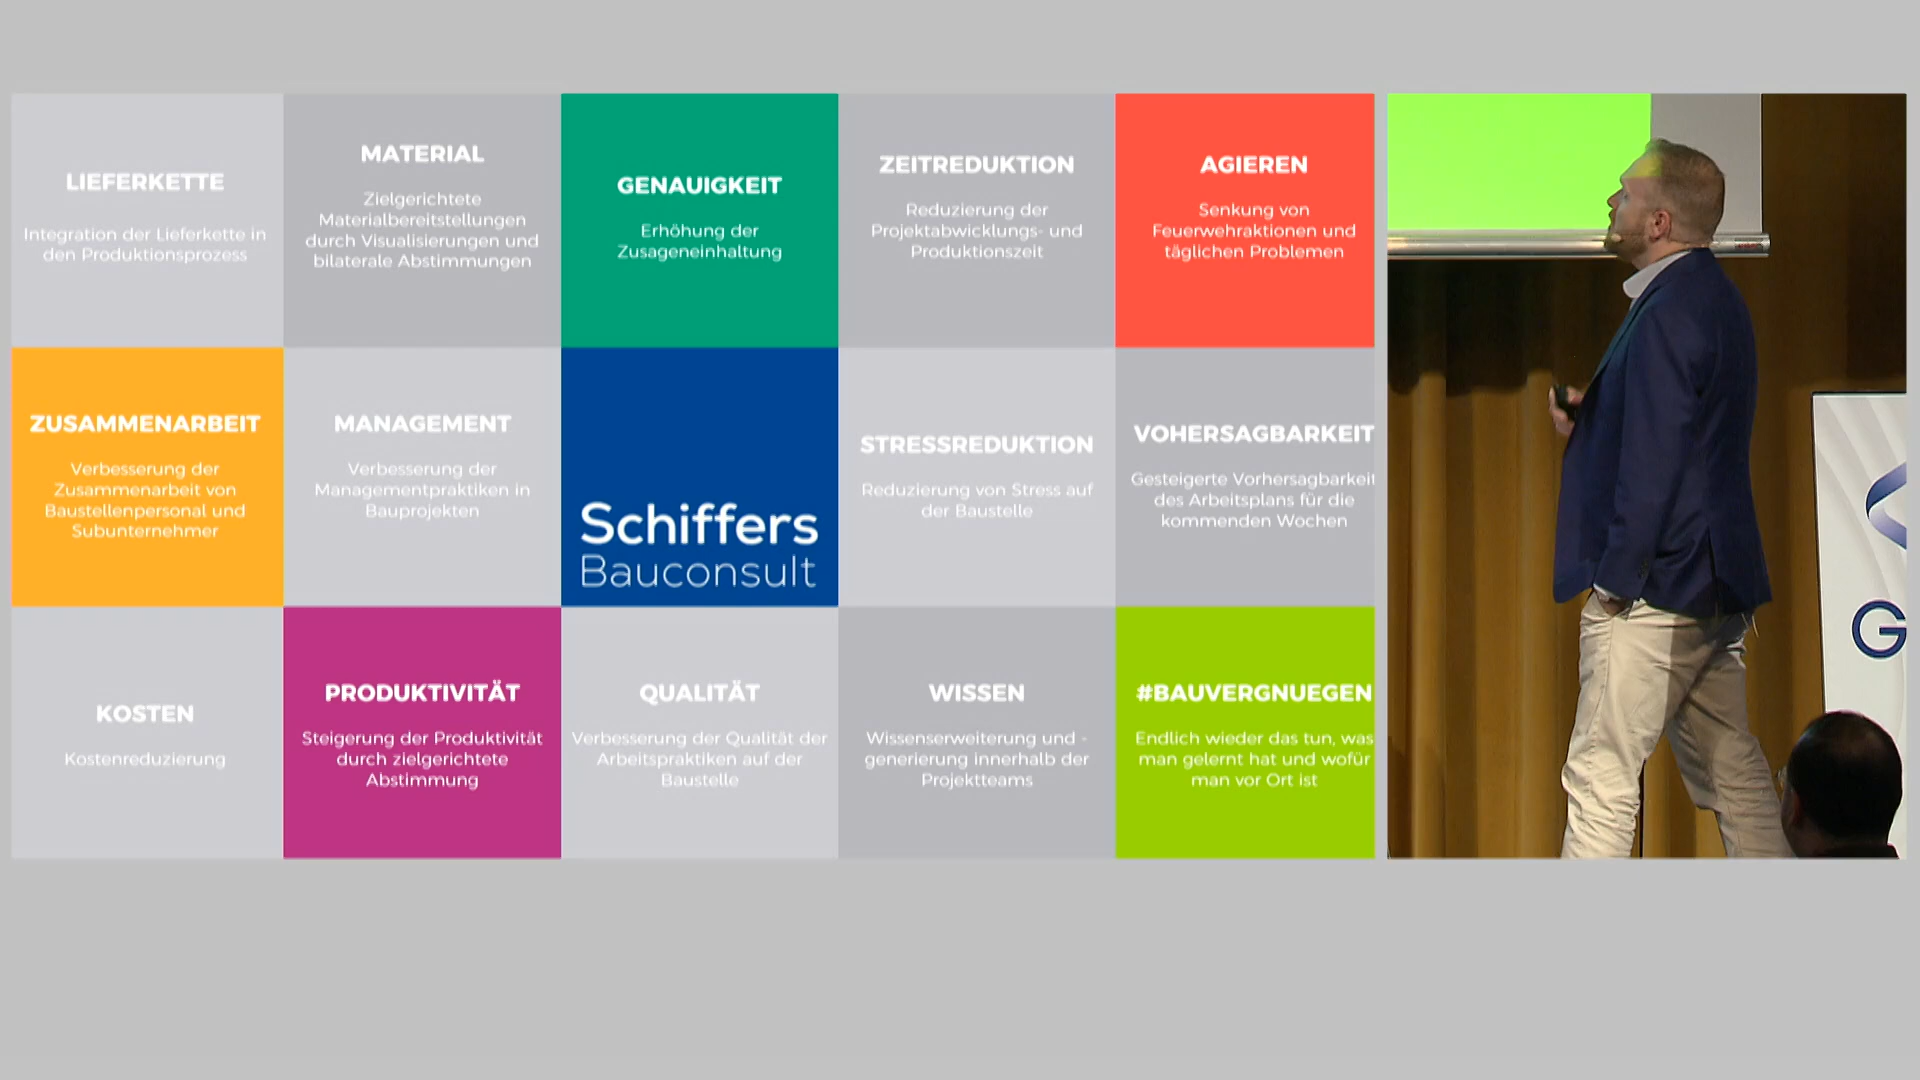 LIEFERKETTE
Integration der Lieferkette in
den Produktionsprozess
MATERIAL
Zielgerichtete
Materialbereitstellungen
durch Visualisierungen und
bilaterale Abstimmungen
GENAUIGKEIT
Erhöhung der
Zusageneinhaltung
ZEITREDUKTION
Reduzierung der
Projektabwicklungs- und
Produktionszeit
AGIEREN
Senkung von
Feuerwehraktionen und
täglichen Problemen
ZUSAMMENARBEIT
Verbesserung der
Zusammenarbeit von
Baustellenpersonal und
Subunternehmer
MANAGEMENT
Verbesserung der
Managementpraktiken in
Bauprojekten
Schiffers
Bauconsult
STRESSREDUKTION
Reduzierung von Stress auf
der Baustelle
VOHERSAGBARKEIT
Gesteigerte Vorhersagbarkeit
des Arbeitsplans für die
kommenden Wochen
KOSTEN
Kostenreduzierung
PRODUKTIVITÄT
Steigerung der Produktivität
durch zielgerichtete
Abstimmung
QUALITÄT
Verbesserung der Qualität der
Arbeitspraktiken auf der
Baustelle
WISSEN
Wissenserweiterung und -
generierung innerhalb der
Projektteams
#BAUVERGNUEGEN
Endlich wieder das tun, was
man gelernt hat und wofür
man vor Ort ist
G